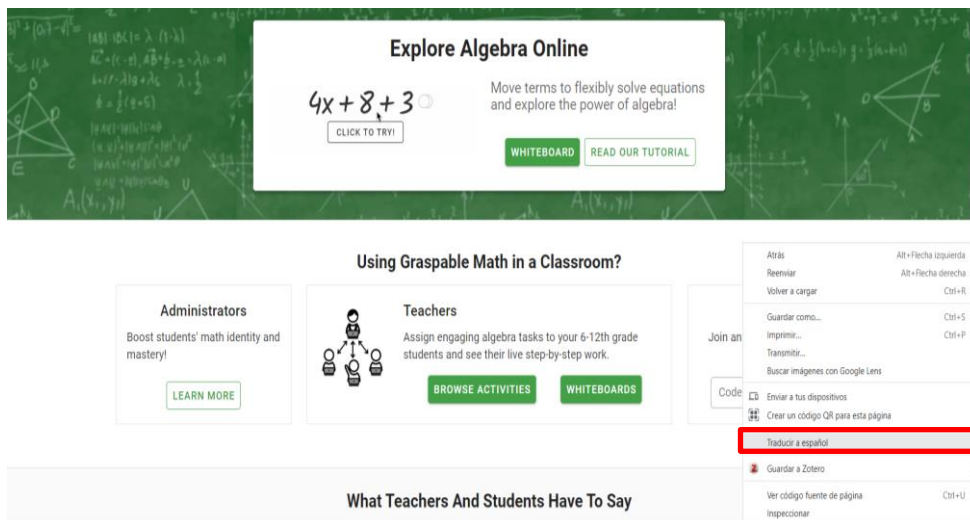 Explore Algebra Online
4x + 8 + 3
CLICK TO TRY!
Move terms to flexibly solve equations
and explore the power of algebra!
WHITEBOARD
READ OUR TUTORIAL
A₁(x₁,y₁)
A₁(x₁,y₁)
Using Graspable Math in a Classroom?
Administrators
Boost students' math identity and
mastery!
LEARN MORE
Teachers
Assign engaging algebra tasks to your 6-12th grade
students and see their live step-by-step work.
BROWSE ACTIVITIES
WHITEBOARDS
Join an
Code
Atrás Alt+Flecha izquierda
Reenviar Alt+Flecha derecha
Volver a cargar Ctrl+R
Guardar como... Ctrl+S
Imprimir... Ctrl+P
Transmitir...
Buscar imágenes con Google Lens
Enviar a tus dispositivos
Crear un código QR para esta página
Traducir a español
Guardar a Zotero
Ver código fuente de página Ctrl+U
Inspeccionar
What Teachers And Students Have To Say